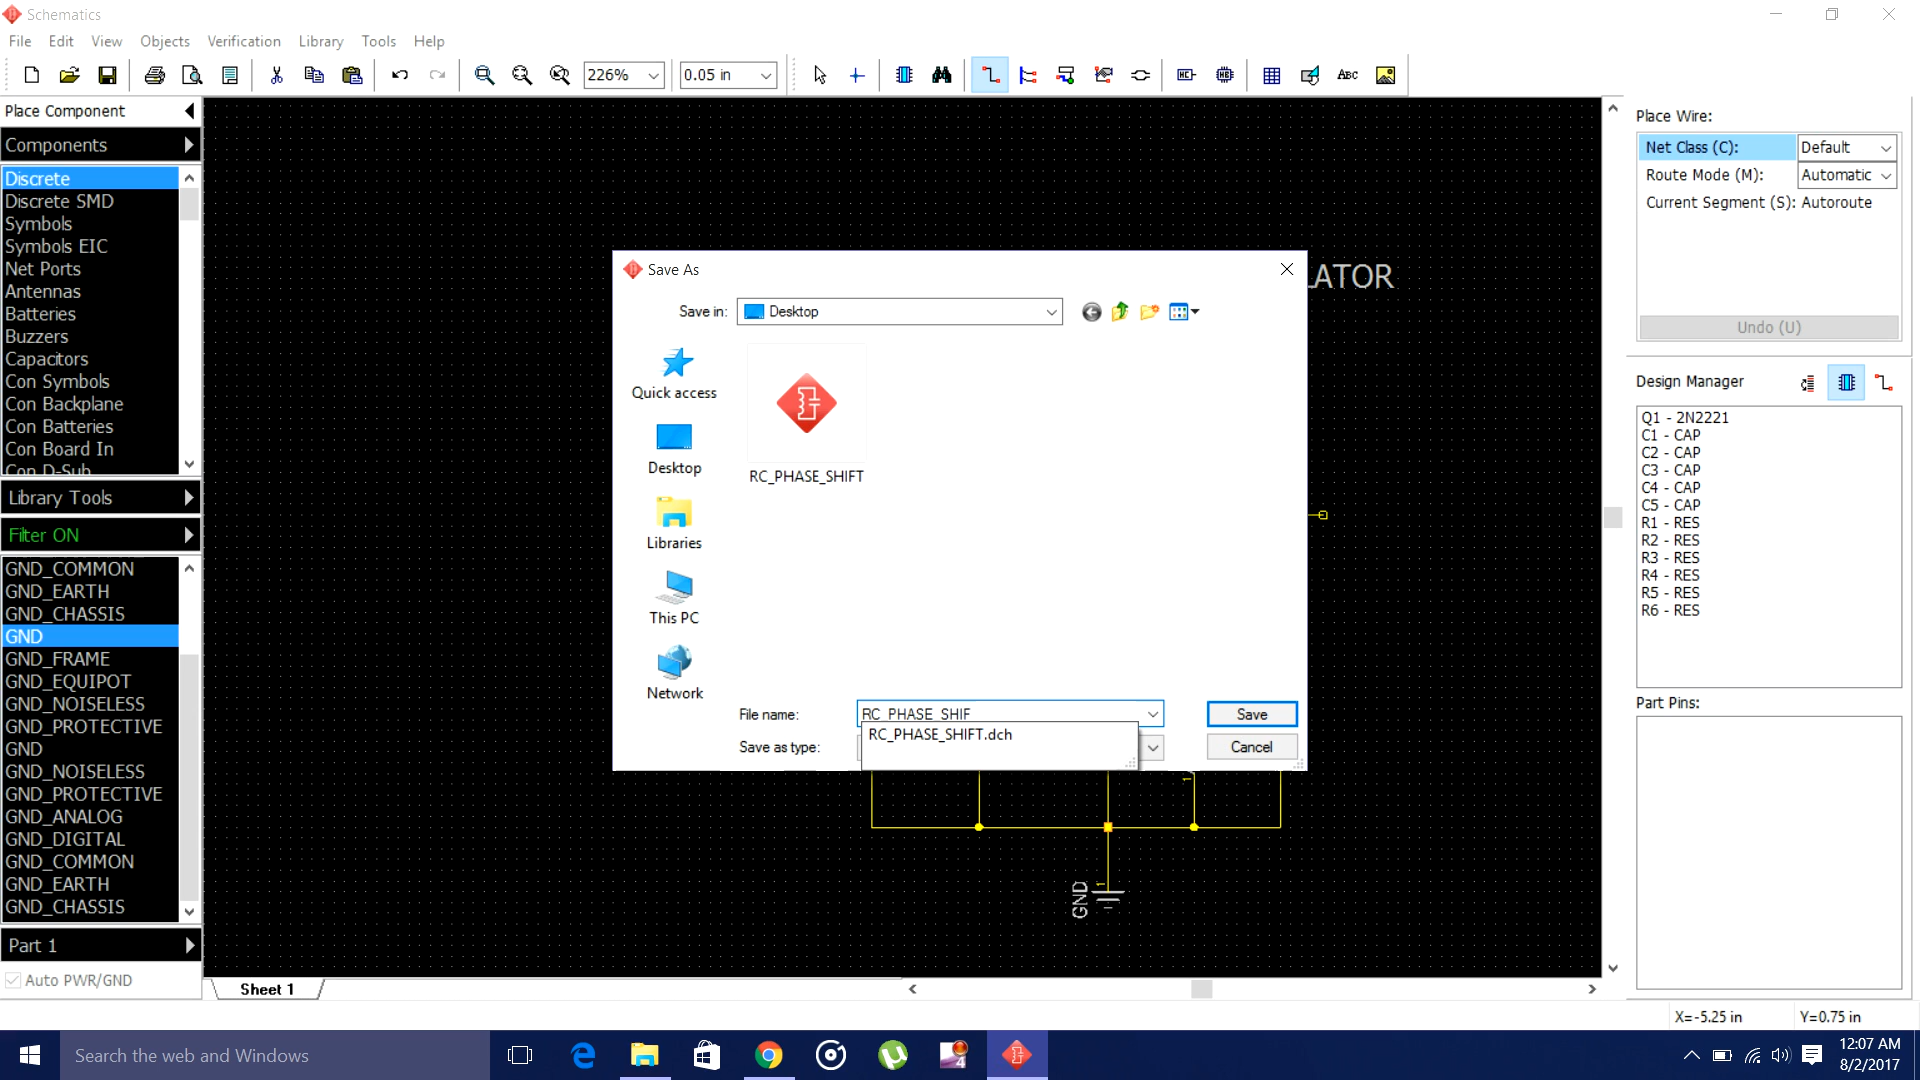 Schematics
File Edit View Objects Verification Library Tools Help
226% 0.05 in ABC
Place Component
Components
Discrete
Discrete SMD
Symbols
Symbols EIC
Net Ports
Antennas
Batteries
Buzzers
Capacitors
Con Symbols
Con Backplane
Con Batteries
Con Board In
Con D-Sub
Library Tools
Filter ON
GND_COMMON
GND_EARTH
GND_CHASSIS
GND
GND_FRAME
GND_EQUIPOT
GND_NOISELESS
GND_PROTECTIVE
GND
GND_NOISELESS
GND_PROTECTIVE
GND_ANALOG
GND_DIGITAL
GND_COMMON
GND_EARTH
GND_CHASSIS
Part 1
Auto PWR/GND
LATOR
Save As
Save in: Desktop
Quick access
Desktop
Libraries
This PC
Network
RC_PHASE_SHIFT
File name: RC_PHASE_SHIF
RC_PHASE_SHIFT.dch
Save as type:
Save
Cancel
1
1
GND
Sheet 1
Place Wire:
Net Class (C): Default
Route Mode (M): Automatic
Current Segment (S): Autoroute
Undo (U)
Design Manager
Q1 - 2N2221
C1 - CAP
C2 - CAP
C3 - CAP
C4 - CAP
C5 - CAP
R1 - RES
R2 - RES
R3 - RES
R4 - RES
R5 - RES
R6 - RES
Part Pins:
X=-5.25 in Y=0.75 in
Search the web and Windows
4
12:07 AM
8/2/2017